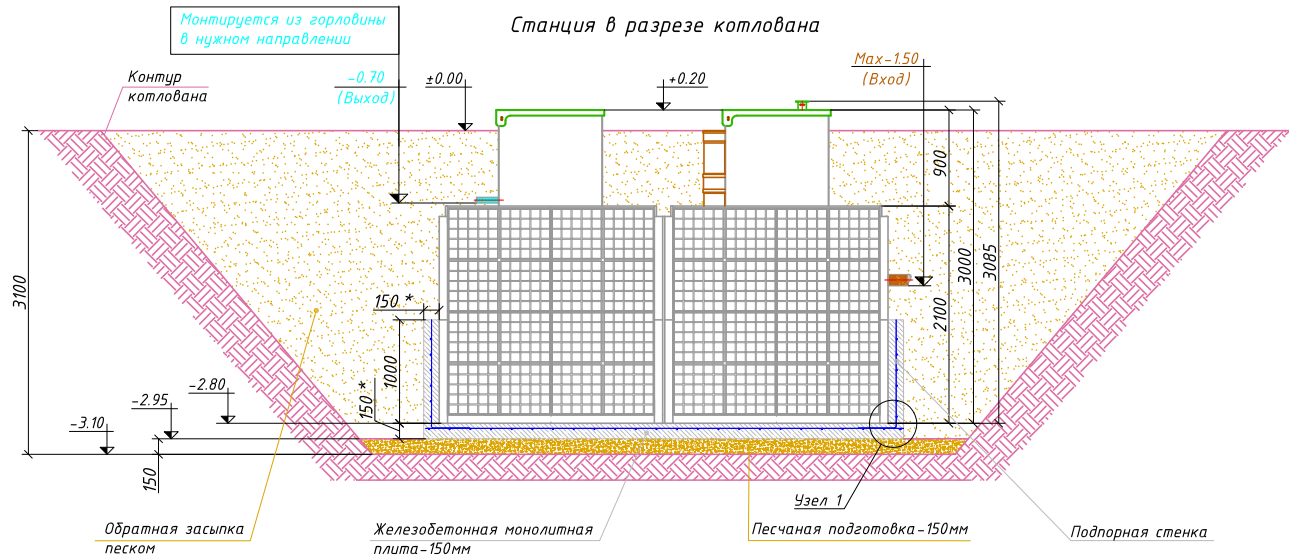 Станция в разрезе котлована
Монтируется из горловины
в нужном направлении
Контур
котлована
-0.70
(Выход)
±0.00
+0.20
Max-1.50
(Вход)
3100
900
3000
3085
2100
150 *
1000
150 *
-2.80
-2.95
-3.10
150
Узел 1
Обратная засыпка
песком
Железобетонная монолитная
плита-150мм
Песчаная подготовка-150мм
Подпорная стенка